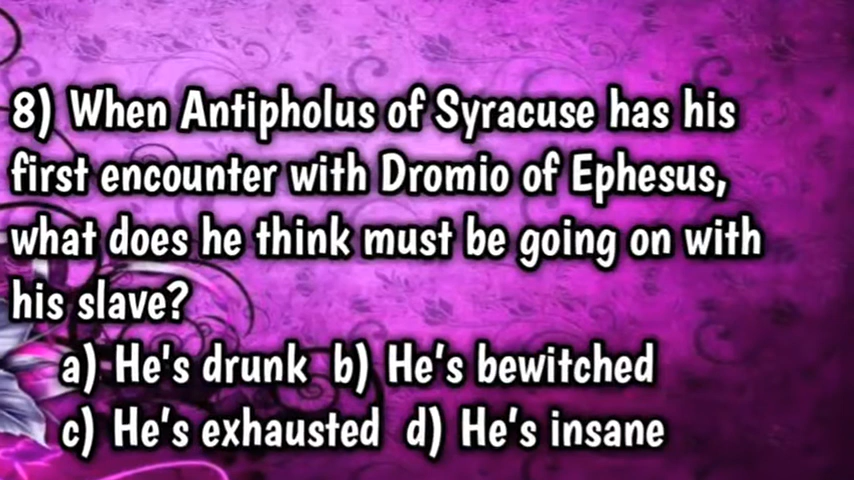 8) When Antipholus of Syracuse has his
first encounter with Dromio of Ephesus,
what does he think must be going on with
his slave?
a) He's drunk b) He's bewitched
c) He's exhausted d) He's insane